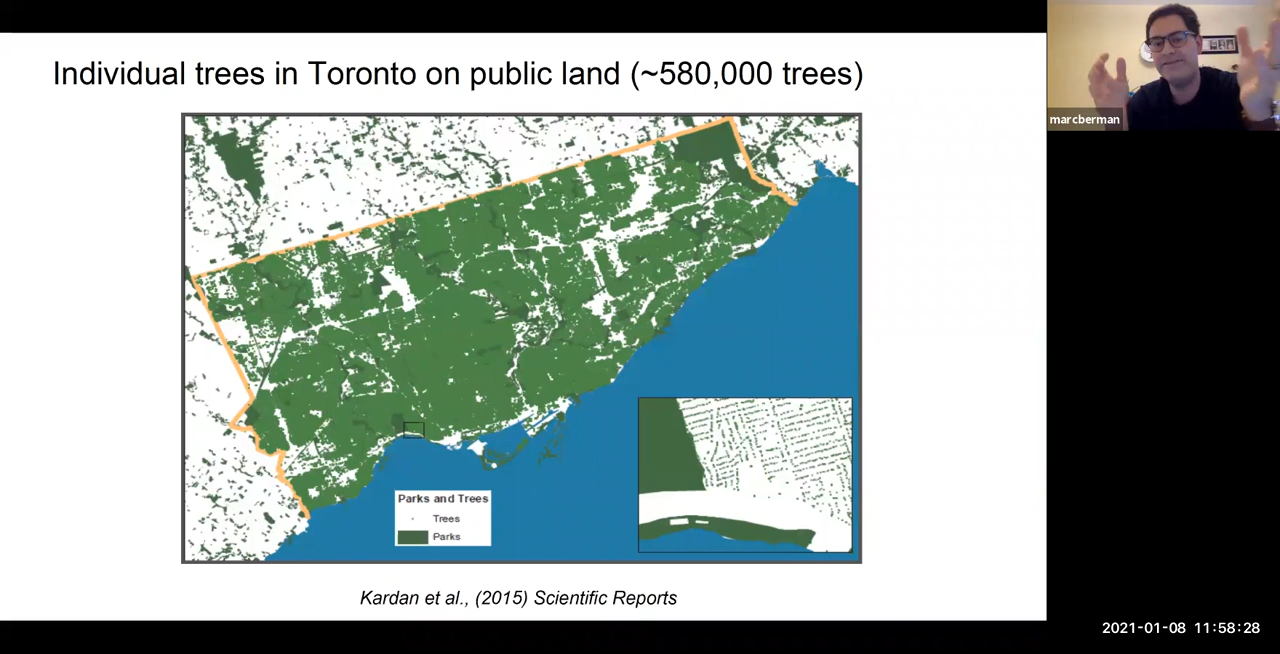 Individual trees in Toronto on public land (~580,000 trees)
marcberman
Parks and Trees
Trees
Parks
Kardan et al., (2015) Scientific Reports
2021-01-08 11:58:28